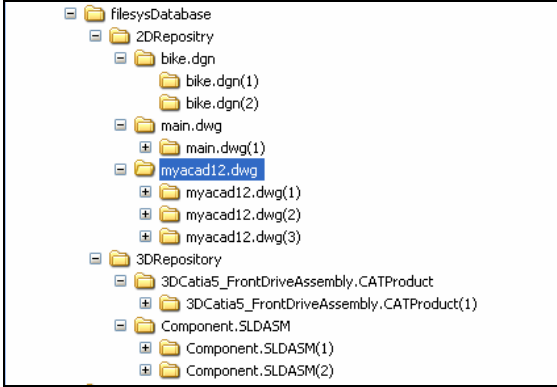 filesysDatabase
2DRepositry
bike.dgn
bike.dgn(1)
bike.dgn(2)
main.dwg
main.dwg(1)
myacad12.dwg
myacad12.dwg(1)
myacad12.dwg(2)
myacad12.dwg(3)
3DRepository
3DCatia5_FrontDriveAssembly.CATProduct
3DCatia5_FrontDriveAssembly.CATProduct(1)
Component.SLDASM
Component.SLDASM(1)
Component.SLDASM(2)